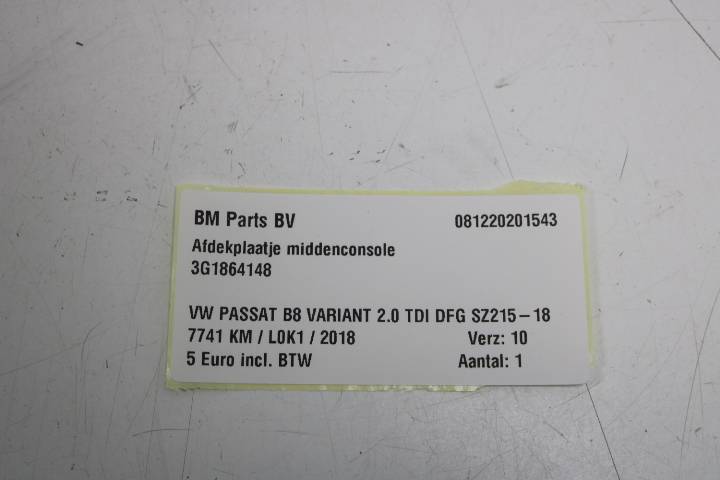 BM Parts BV 081220201543
Afdekplaatje middenconsole
3G1864148
VW PASSAT B8 VARIANT 2.0 TDI DFG SZ215-18
7741 KM / L0K1 / 2018 Verz: 10
5 Euro incl. BTW Aantal: 1